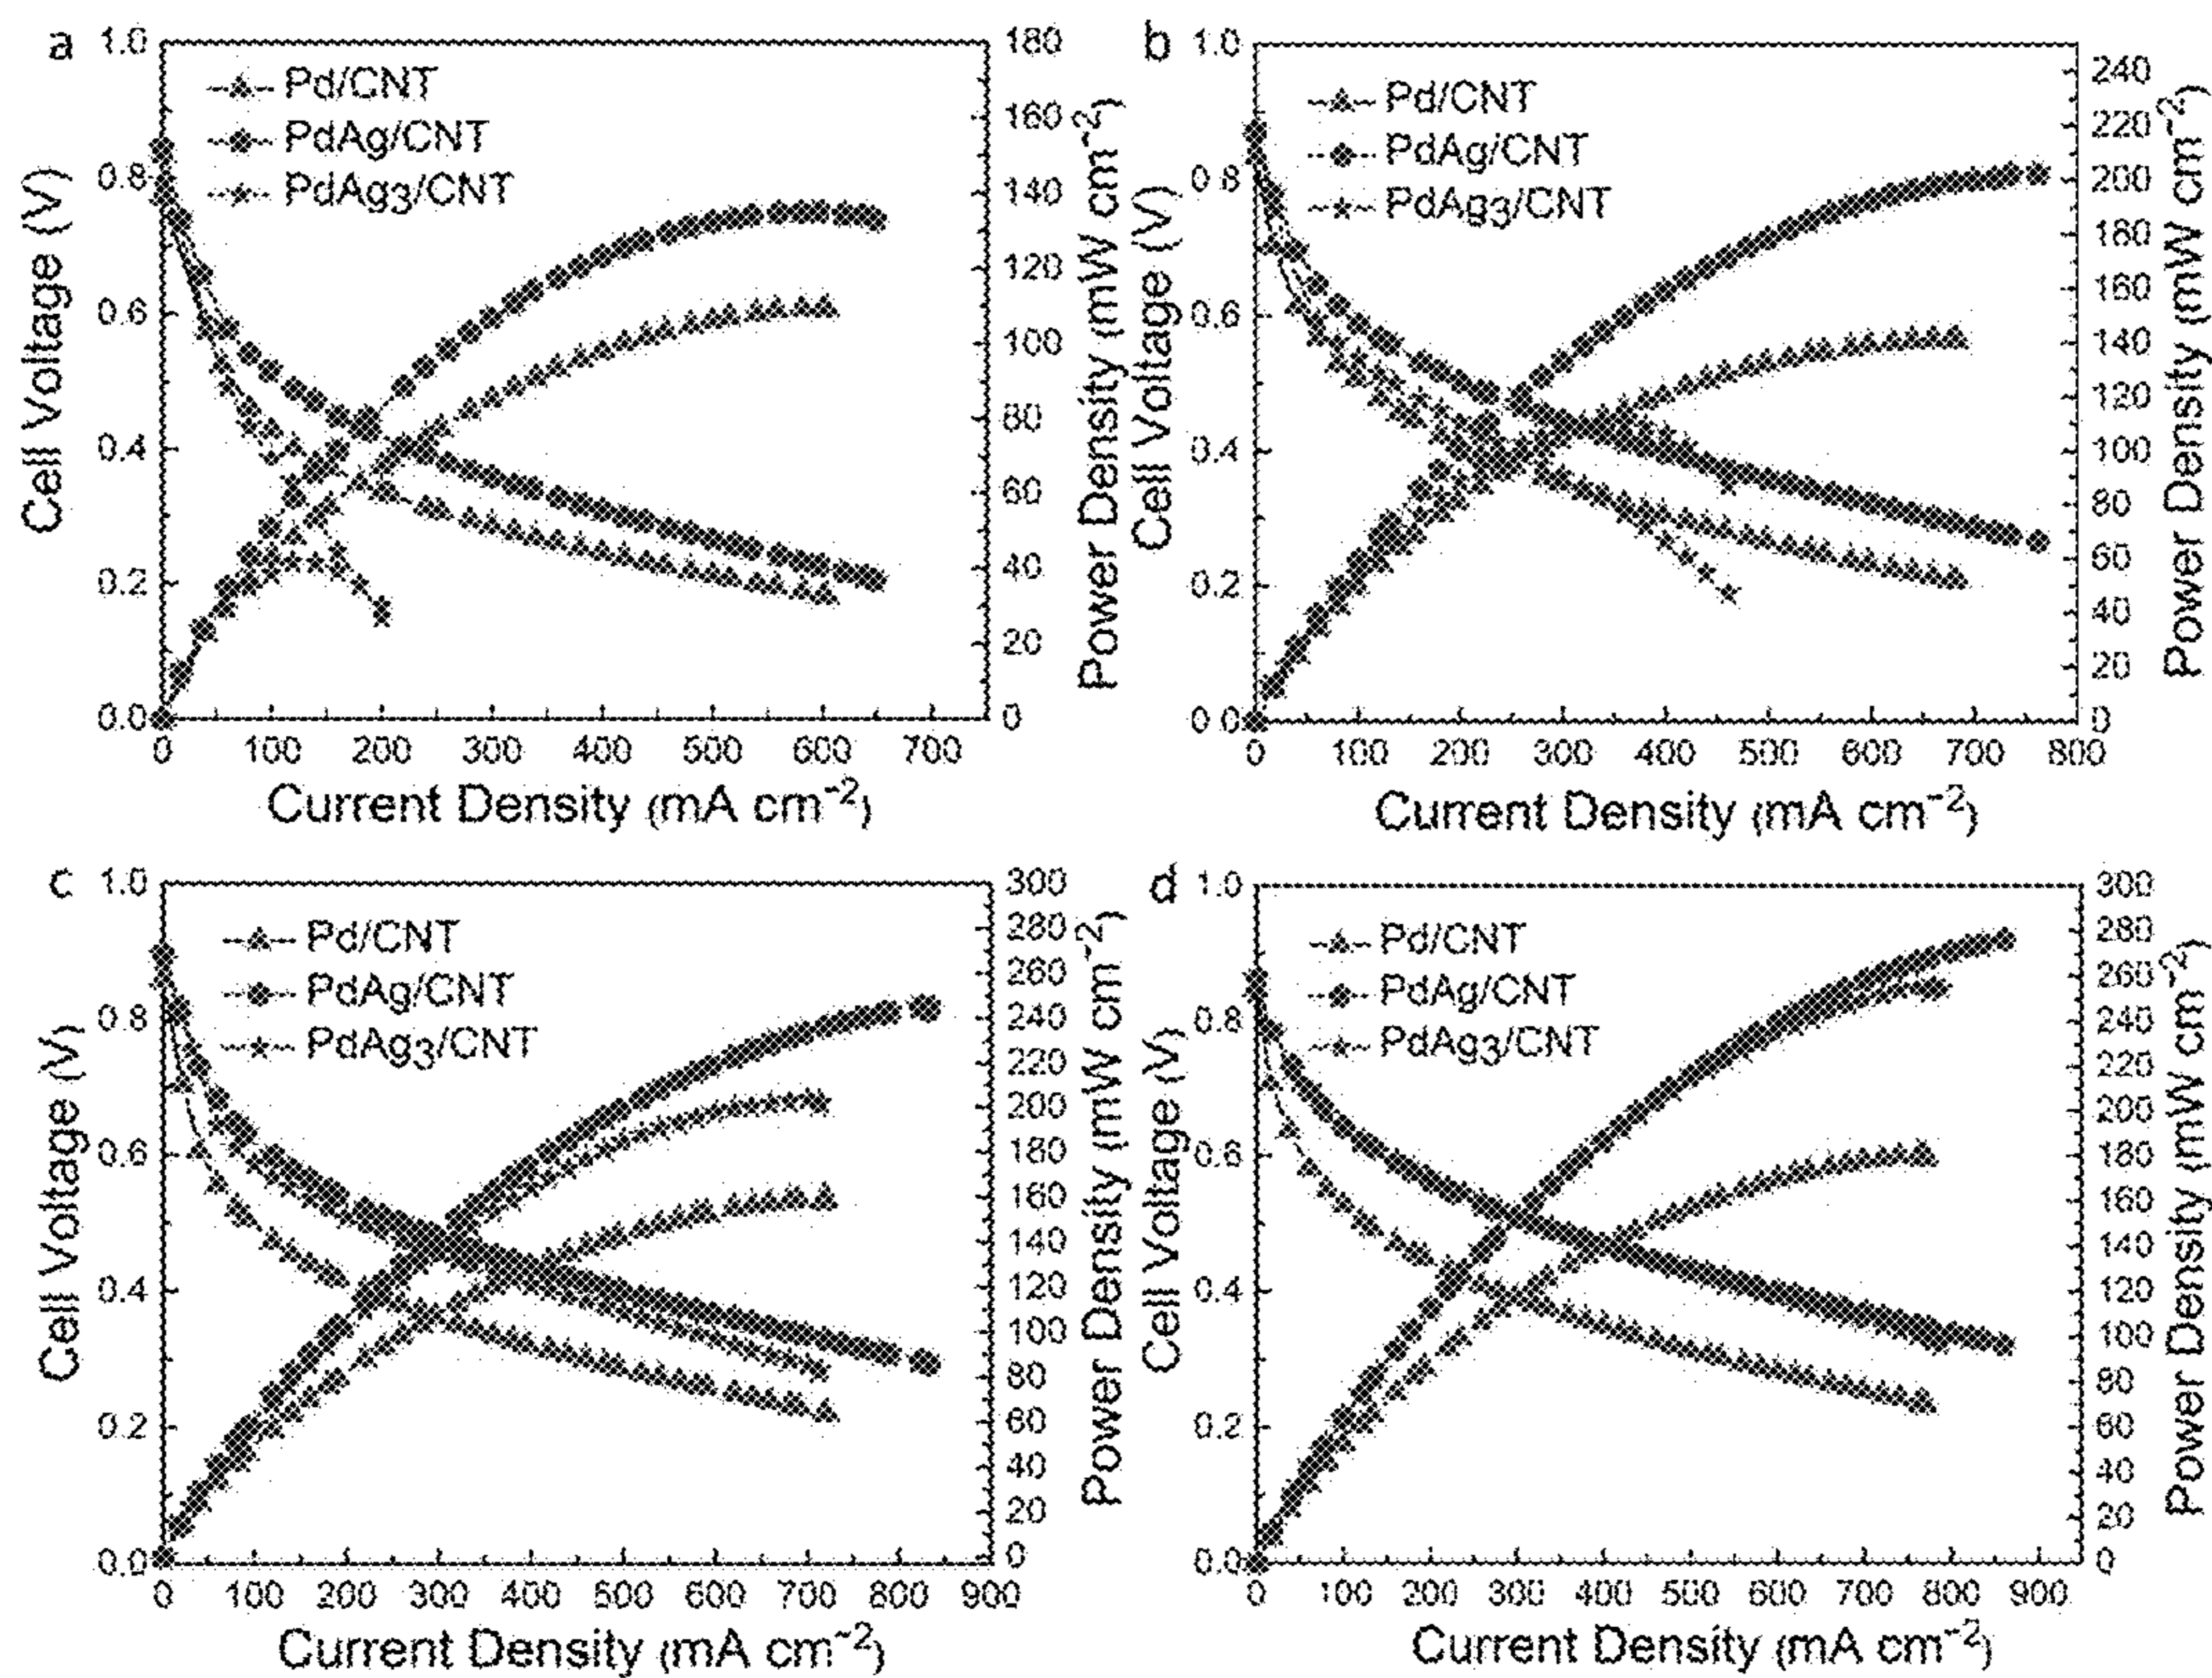 a
1.0
0.8
0.6
0.4
0.2
0.0
Cell Voltage (V)
Pd/CNT
PdAg/CNT
PdAg3/CNT
180
160
140
120
100
80
60
40
20
0
Power Density (mW cm-2)
0 100 200 300 400 500 600 700
Current Density (mA cm-2)
b
1.0
0.8
0.6
0.4
0.2
0.0
Cell Voltage (V)
Pd/CNT
PdAg/CNT
PdAg3/CNT
240
220
200
180
160
140
120
100
80
60
40
20
0
Power Density (mW cm-2)
0 100 200 300 400 500 600 700 800
Current Density (mA cm-2)
c
1.0
0.8
0.6
0.4
0.2
0.0
Cell Voltage (V)
Pd/CNT
PdAg/CNT
PdAg3/CNT
300
280
260
240
220
200
180
160
140
120
100
80
60
40
20
0
Power Density (mW cm-2)
0 100 200 300 400 500 600 700 800 900
Current Density (mA cm-2)
d
1.0
0.8
0.6
0.4
0.2
0.0
Cell Voltage (V)
Pd/CNT
PdAg/CNT
PdAg3/CNT
300
280
260
240
220
200
180
160
140
120
100
80
60
40
20
0
Power Density (mW cm-2)
0 100 200 300 400 500 600 700 800 900
Current Density (mA cm-2)